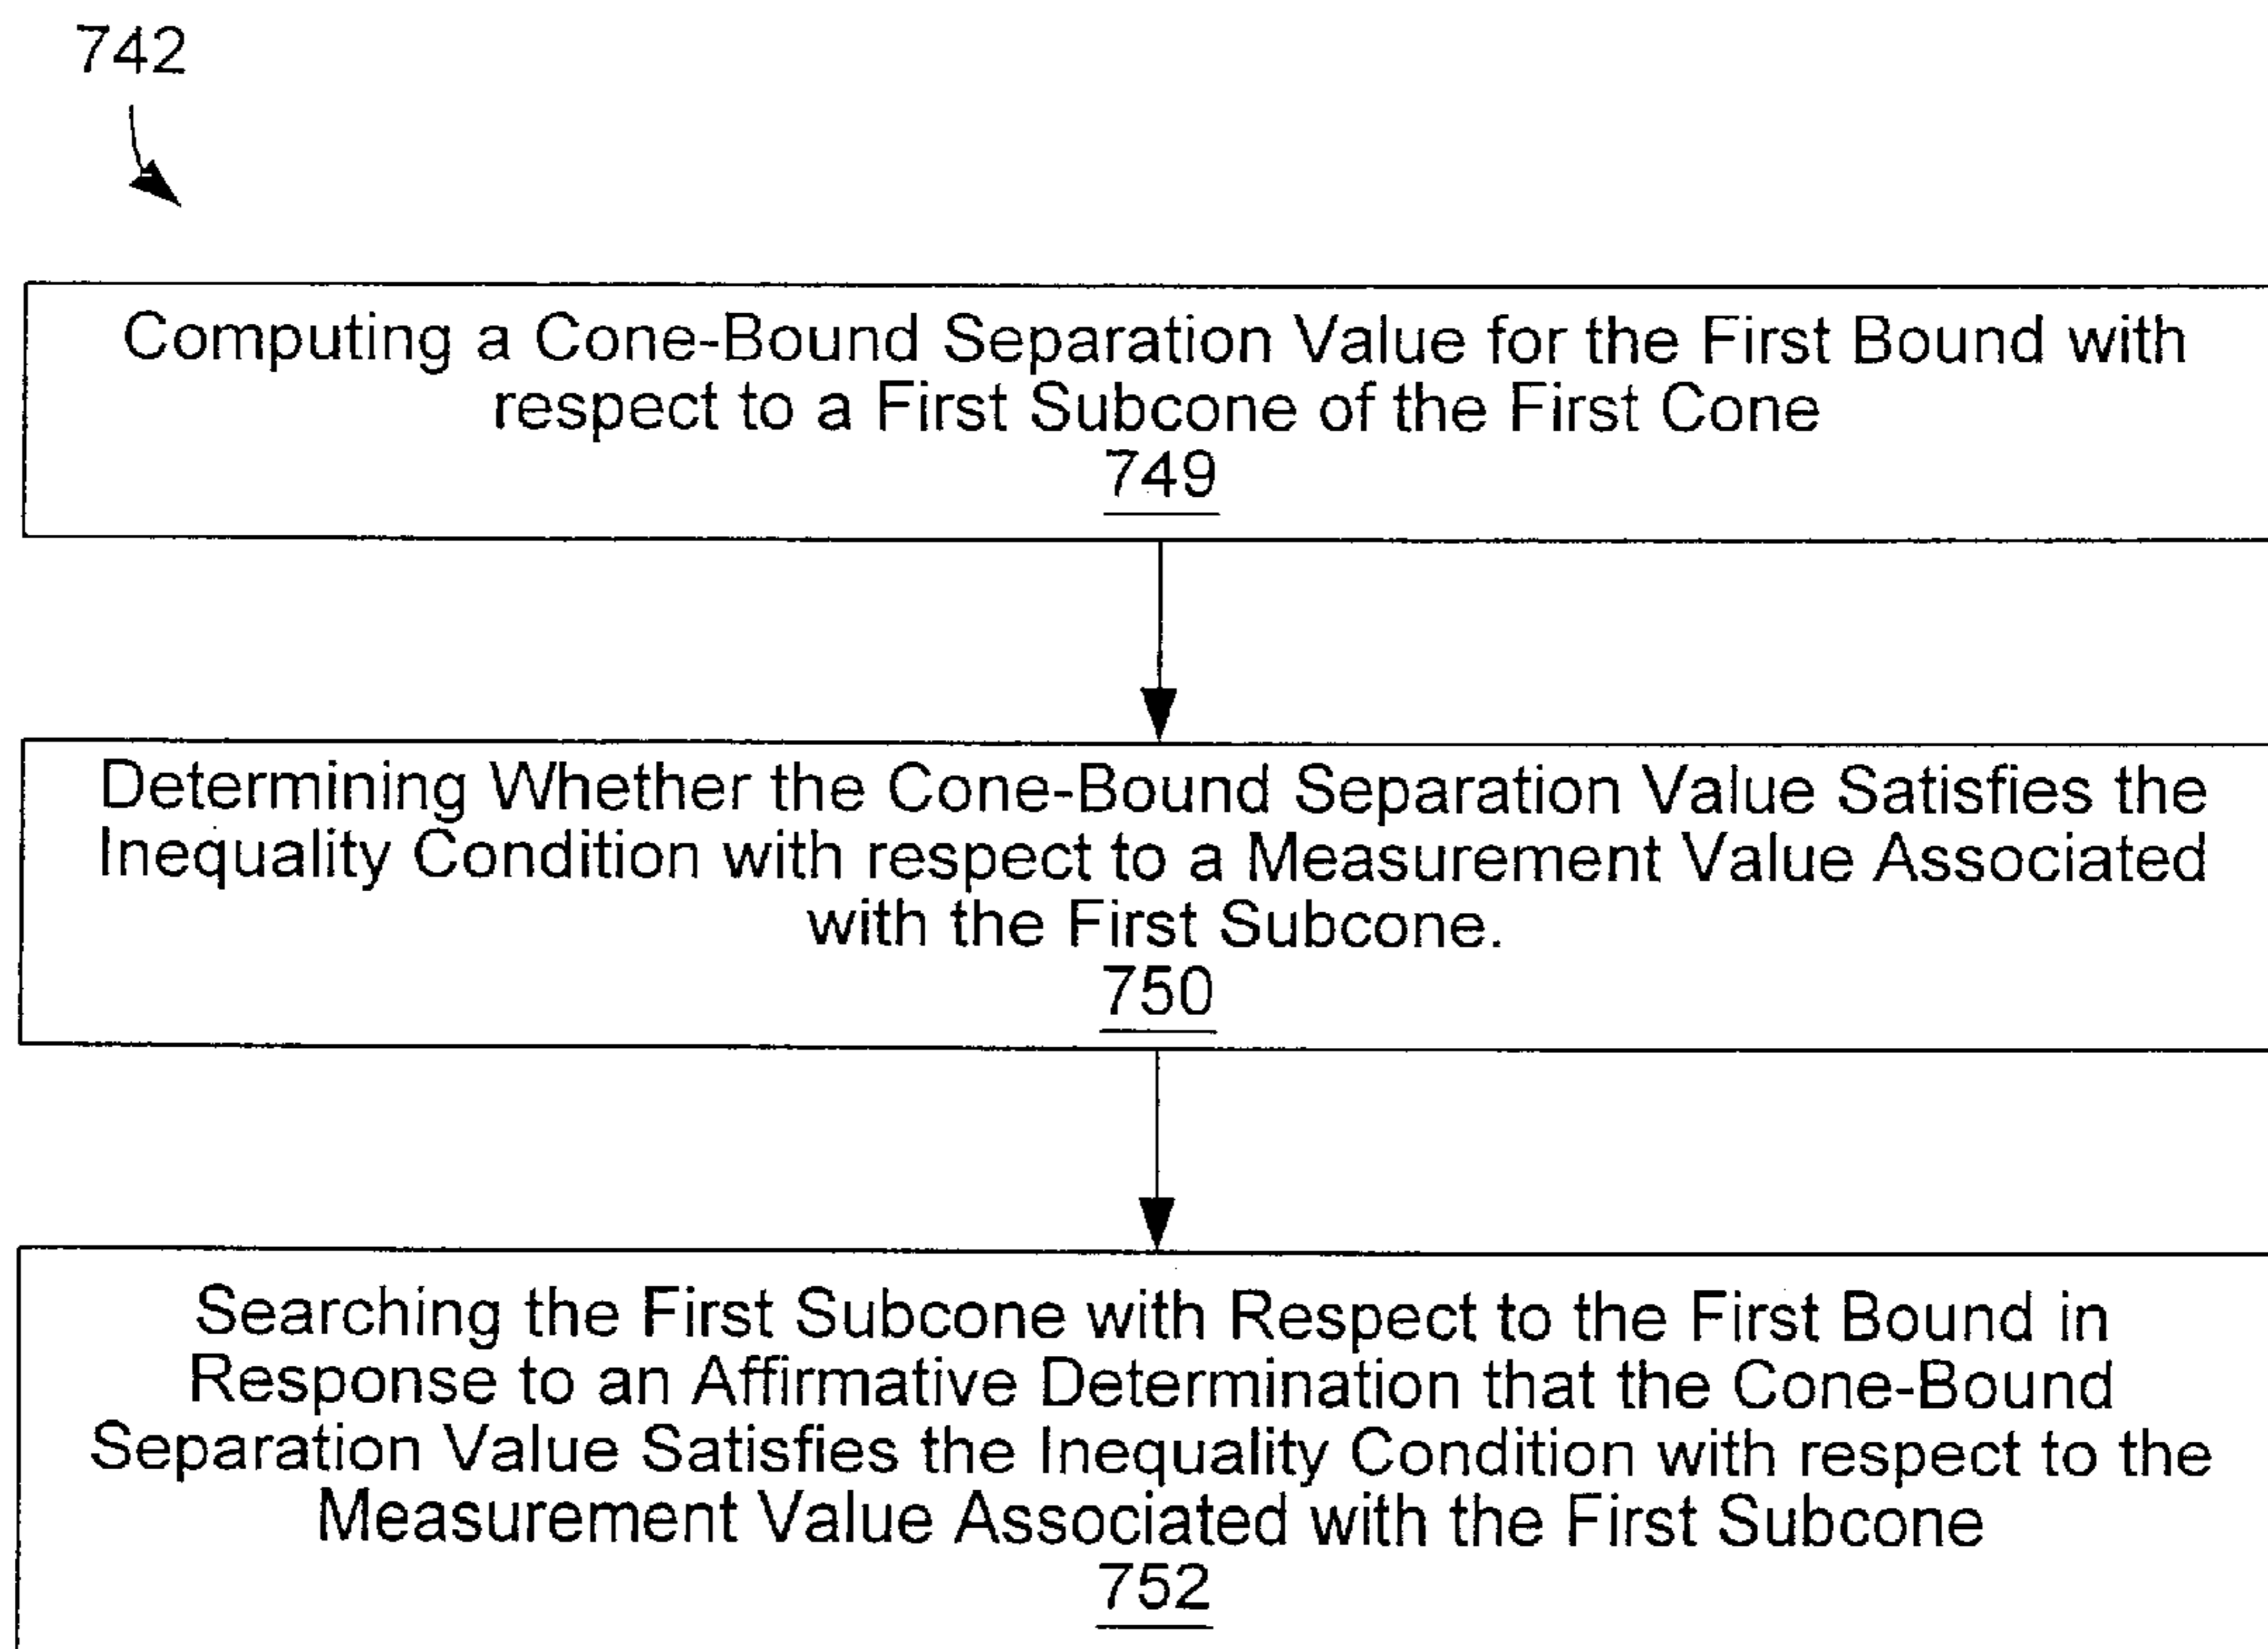 742
Computing a Cone-Bound Separation Value for the First Bound with
respect to a First Subcone of the First Cone
749
Determining Whether the Cone-Bound Separation Value Satisfies the
Inequality Condition with respect to a Measurement Value Associated
with the First Subcone.
750
Searching the First Subcone with Respect to the First Bound in
Response to an Affirmative Determination that the Cone-Bound
Separation Value Satisfies the Inequality Condition with respect to the
Measurement Value Associated with the First Subcone
752